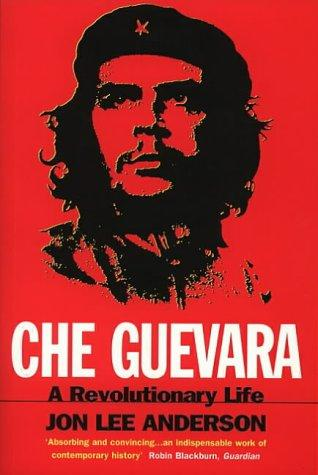 CHE GUEVARA
A Revolutionary Life
JON LEE ANDERSON
'Absorbing and convincing...an indispensable work of
contemporary history' Robin Blackburn, Guardian